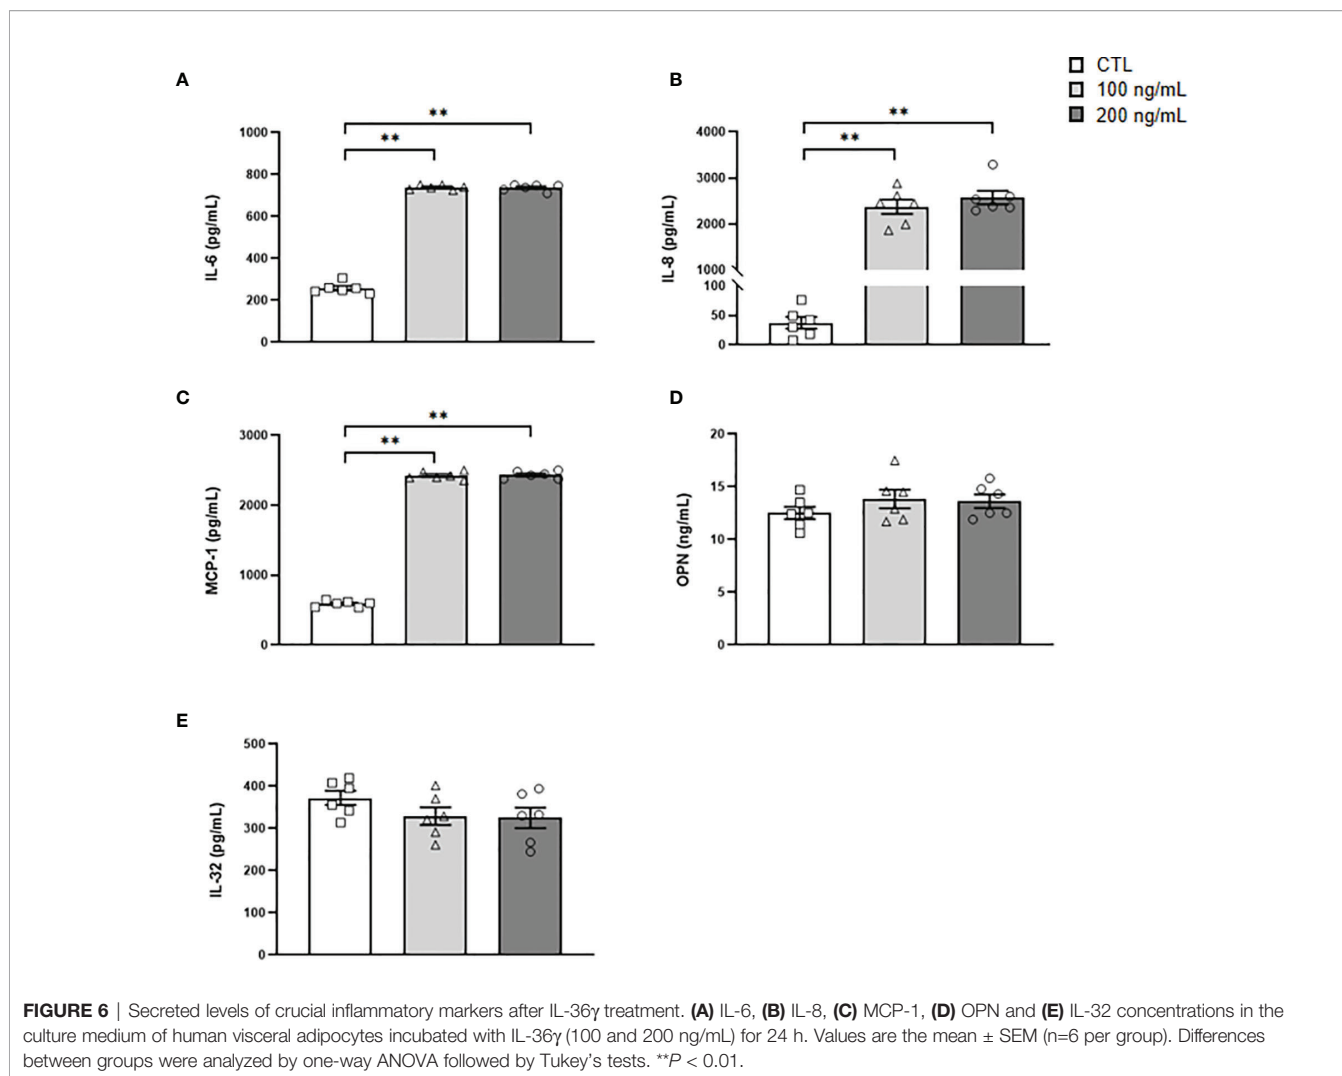 A
B
CTL
100 ng/mL
200 ng/mL
**
**
1000
800
600
400
200
0
IL-6 (pg/mL)
**
**
4000
3000
2000
1000
100
50
0
IL-8 (pg/mL)
C
D
**
**
3000
2000
1000
0
MCP-1 (pg/mL)
20
15
10
5
0
OPN (ng/mL)
E
500
400
300
200
100
0
IL-32 (pg/mL)
FIGURE 6 | Secreted levels of crucial inflammatory markers after IL-36γ treatment. (A) IL-6, (B) IL-8, (C) MCP-1, (D) OPN and (E) IL-32 concentrations in the
culture medium of human visceral adipocytes incubated with IL-36γ (100 and 200 ng/mL) for 24 h. Values are the mean ± SEM (n=6 per group). Differences
between groups were analyzed by one-way ANOVA followed by Tukey's tests. **P < 0.01.